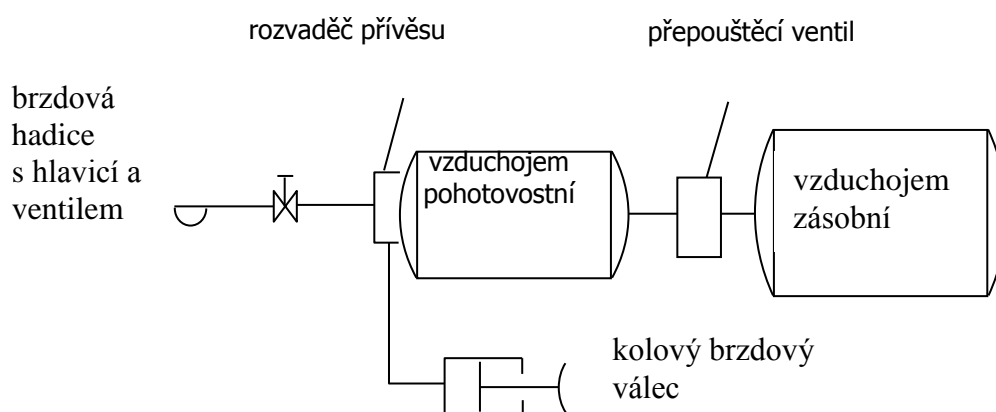 rozvaděč přívěsu
přepouštěcí ventil
brzdová
hadice
s hlavicí a
ventilem
vzduchojem
pohotovostní
vzduchojem
zásobní
kolový brzdový
válec